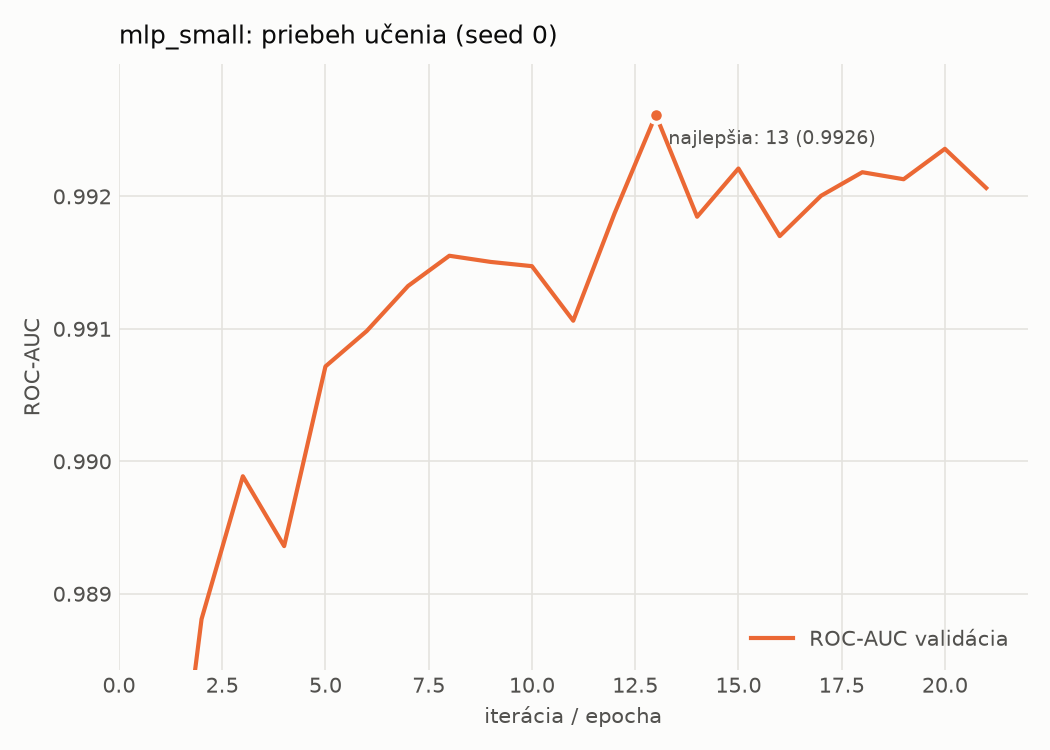 mlp_small: priebeh učenia (seed 0)
najlepšia: 13 (0.9926)
0.992
0.991
0.990
0.989
ROC-AUC
ROC-AUC validácia
0.0 2.5 5.0 7.5 10.0 12.5 15.0 17.5 20.0
iterácia / epocha